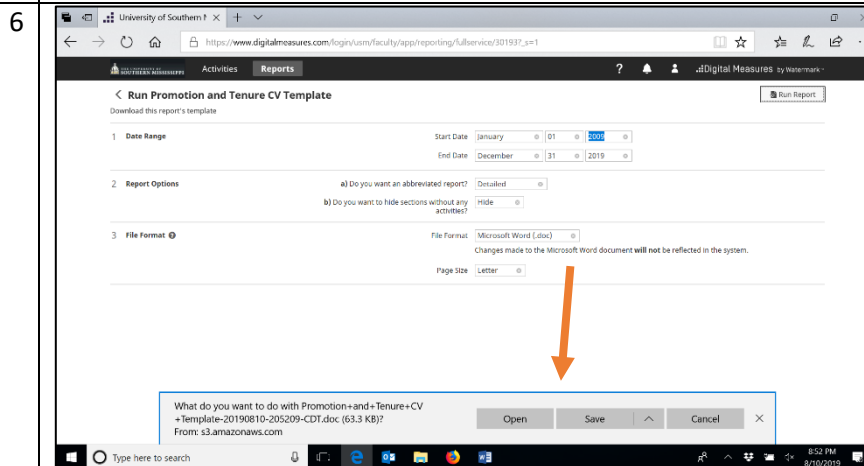 6
University of Southern M
https://www.digitalmeasures.com/login/usm/faculty/app/reporting/fullservice/30193?_s=1
THE UNIVERSITY OF
SOUTHERN MISSISSIPPI
Activities Reports ? Digital Measures by Watermark
< Run Promotion and Tenure CV Template Run Report
Download this report's template
1 Date Range Start Date January 01 2009
End Date December 31 2019
2 Report Options a) Do you want an abbreviated report? Detailed
b) Do you want to hide sections without any Hide
activities?
3 File Format ? File Format Microsoft Word (.doc)
Changes made to the Microsoft Word document will not be reflected in the system.
Page Size Letter
What do you want to do with Promotion+and+Tenure+CV
+Template-20190810-205209-CDT.doc (63.3 KB)?
From: s3.amazonaws.com
Open Save Cancel
Type here to search
8:52 PM
8/10/2019